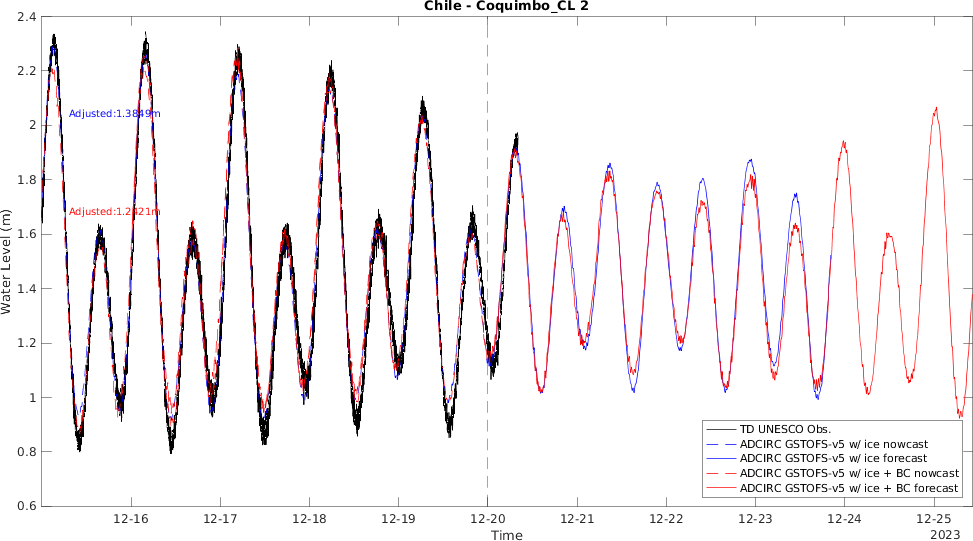 Chile - Coquimbo_CL 2
2.4
2.2
2
1.8
1.6
1.4
1.2
1
0.8
0.6
Water Level (m)
Adjusted:1.3849m
Adjusted:1.2421m
TD UNESCO Obs.
ADCIRC GSTOFS-v5 w/ ice nowcast
ADCIRC GSTOFS-v5 w/ ice forecast
ADCIRC GSTOFS-v5 w/ ice + BC nowcast
ADCIRC GSTOFS-v5 w/ ice + BC forecast
12-16 12-17 12-18 12-19 12-20 12-21 12-22 12-23 12-24 12-25
Time
2023